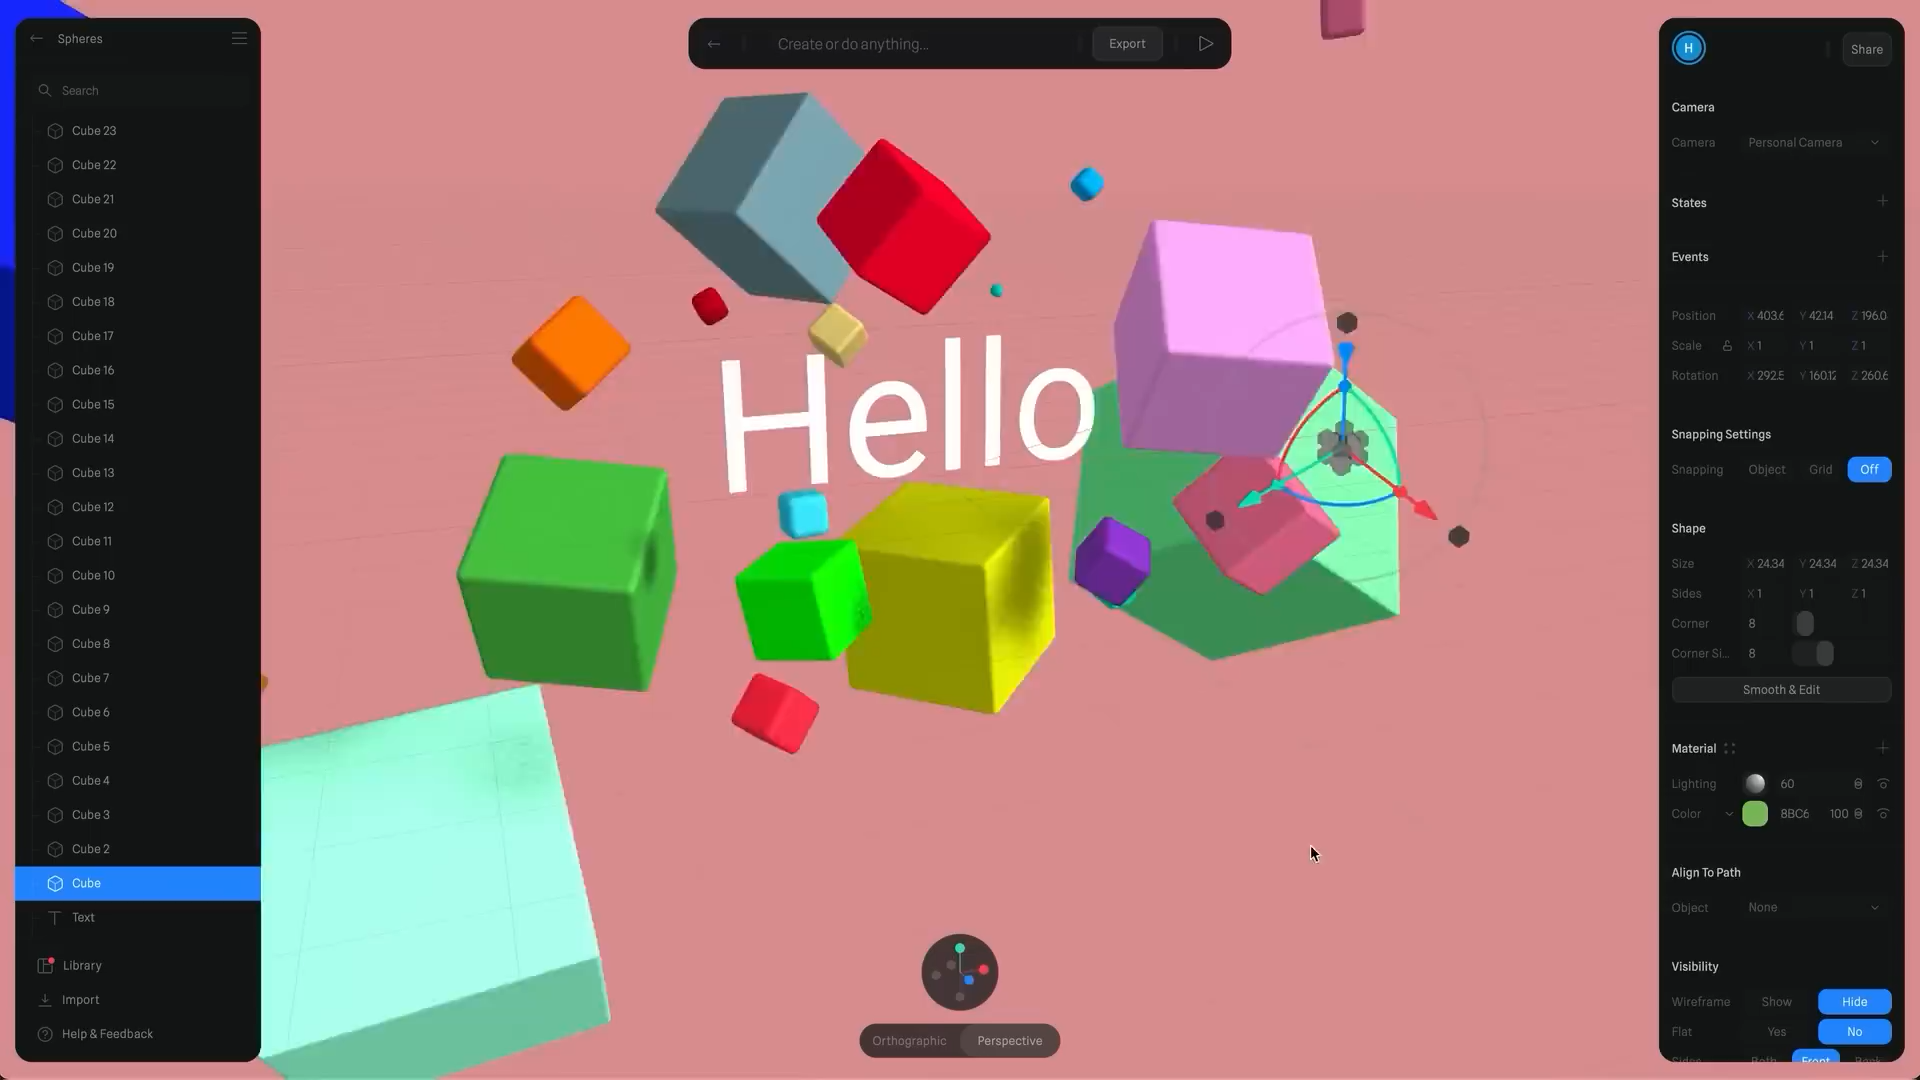 Spheres
Search
Cube 23
Cube 22
Cube 21
Cube 20
Cube 19
Cube 18
Cube 17
Cube 16
Cube 15
Cube 14
Cube 13
Cube 12
Cube 11
Cube 10
Cube 9
Cube 8
Cube 7
Cube 6
Cube 5
Cube 4
Cube 3
Cube 2
Cube
Text
Library
Import
Help & Feedback
Create or do anything...
Export
Hello
Orthographic Perspective
H
Share
Camera
Camera Personal Camera
States
Events
Position X 403.6 Y 42.14 Z 196.0
Scale X 1 Y 1 Z 1
Rotation X 292.5 Y 160.12 Z 260.6
Snapping Settings
Snapping Object Grid Off
Shape
Size X 24.34 Y 24.34 Z 24.34
Sides X 1 Y 1 Z 1
Corner 8
Corner Si... 8
Smooth & Edit
Material
Lighting 60
Color 8BC6 100
Align To Path
Object None
Visibility
Wireframe Show Hide
Flat Yes No
Sides Both Front Back